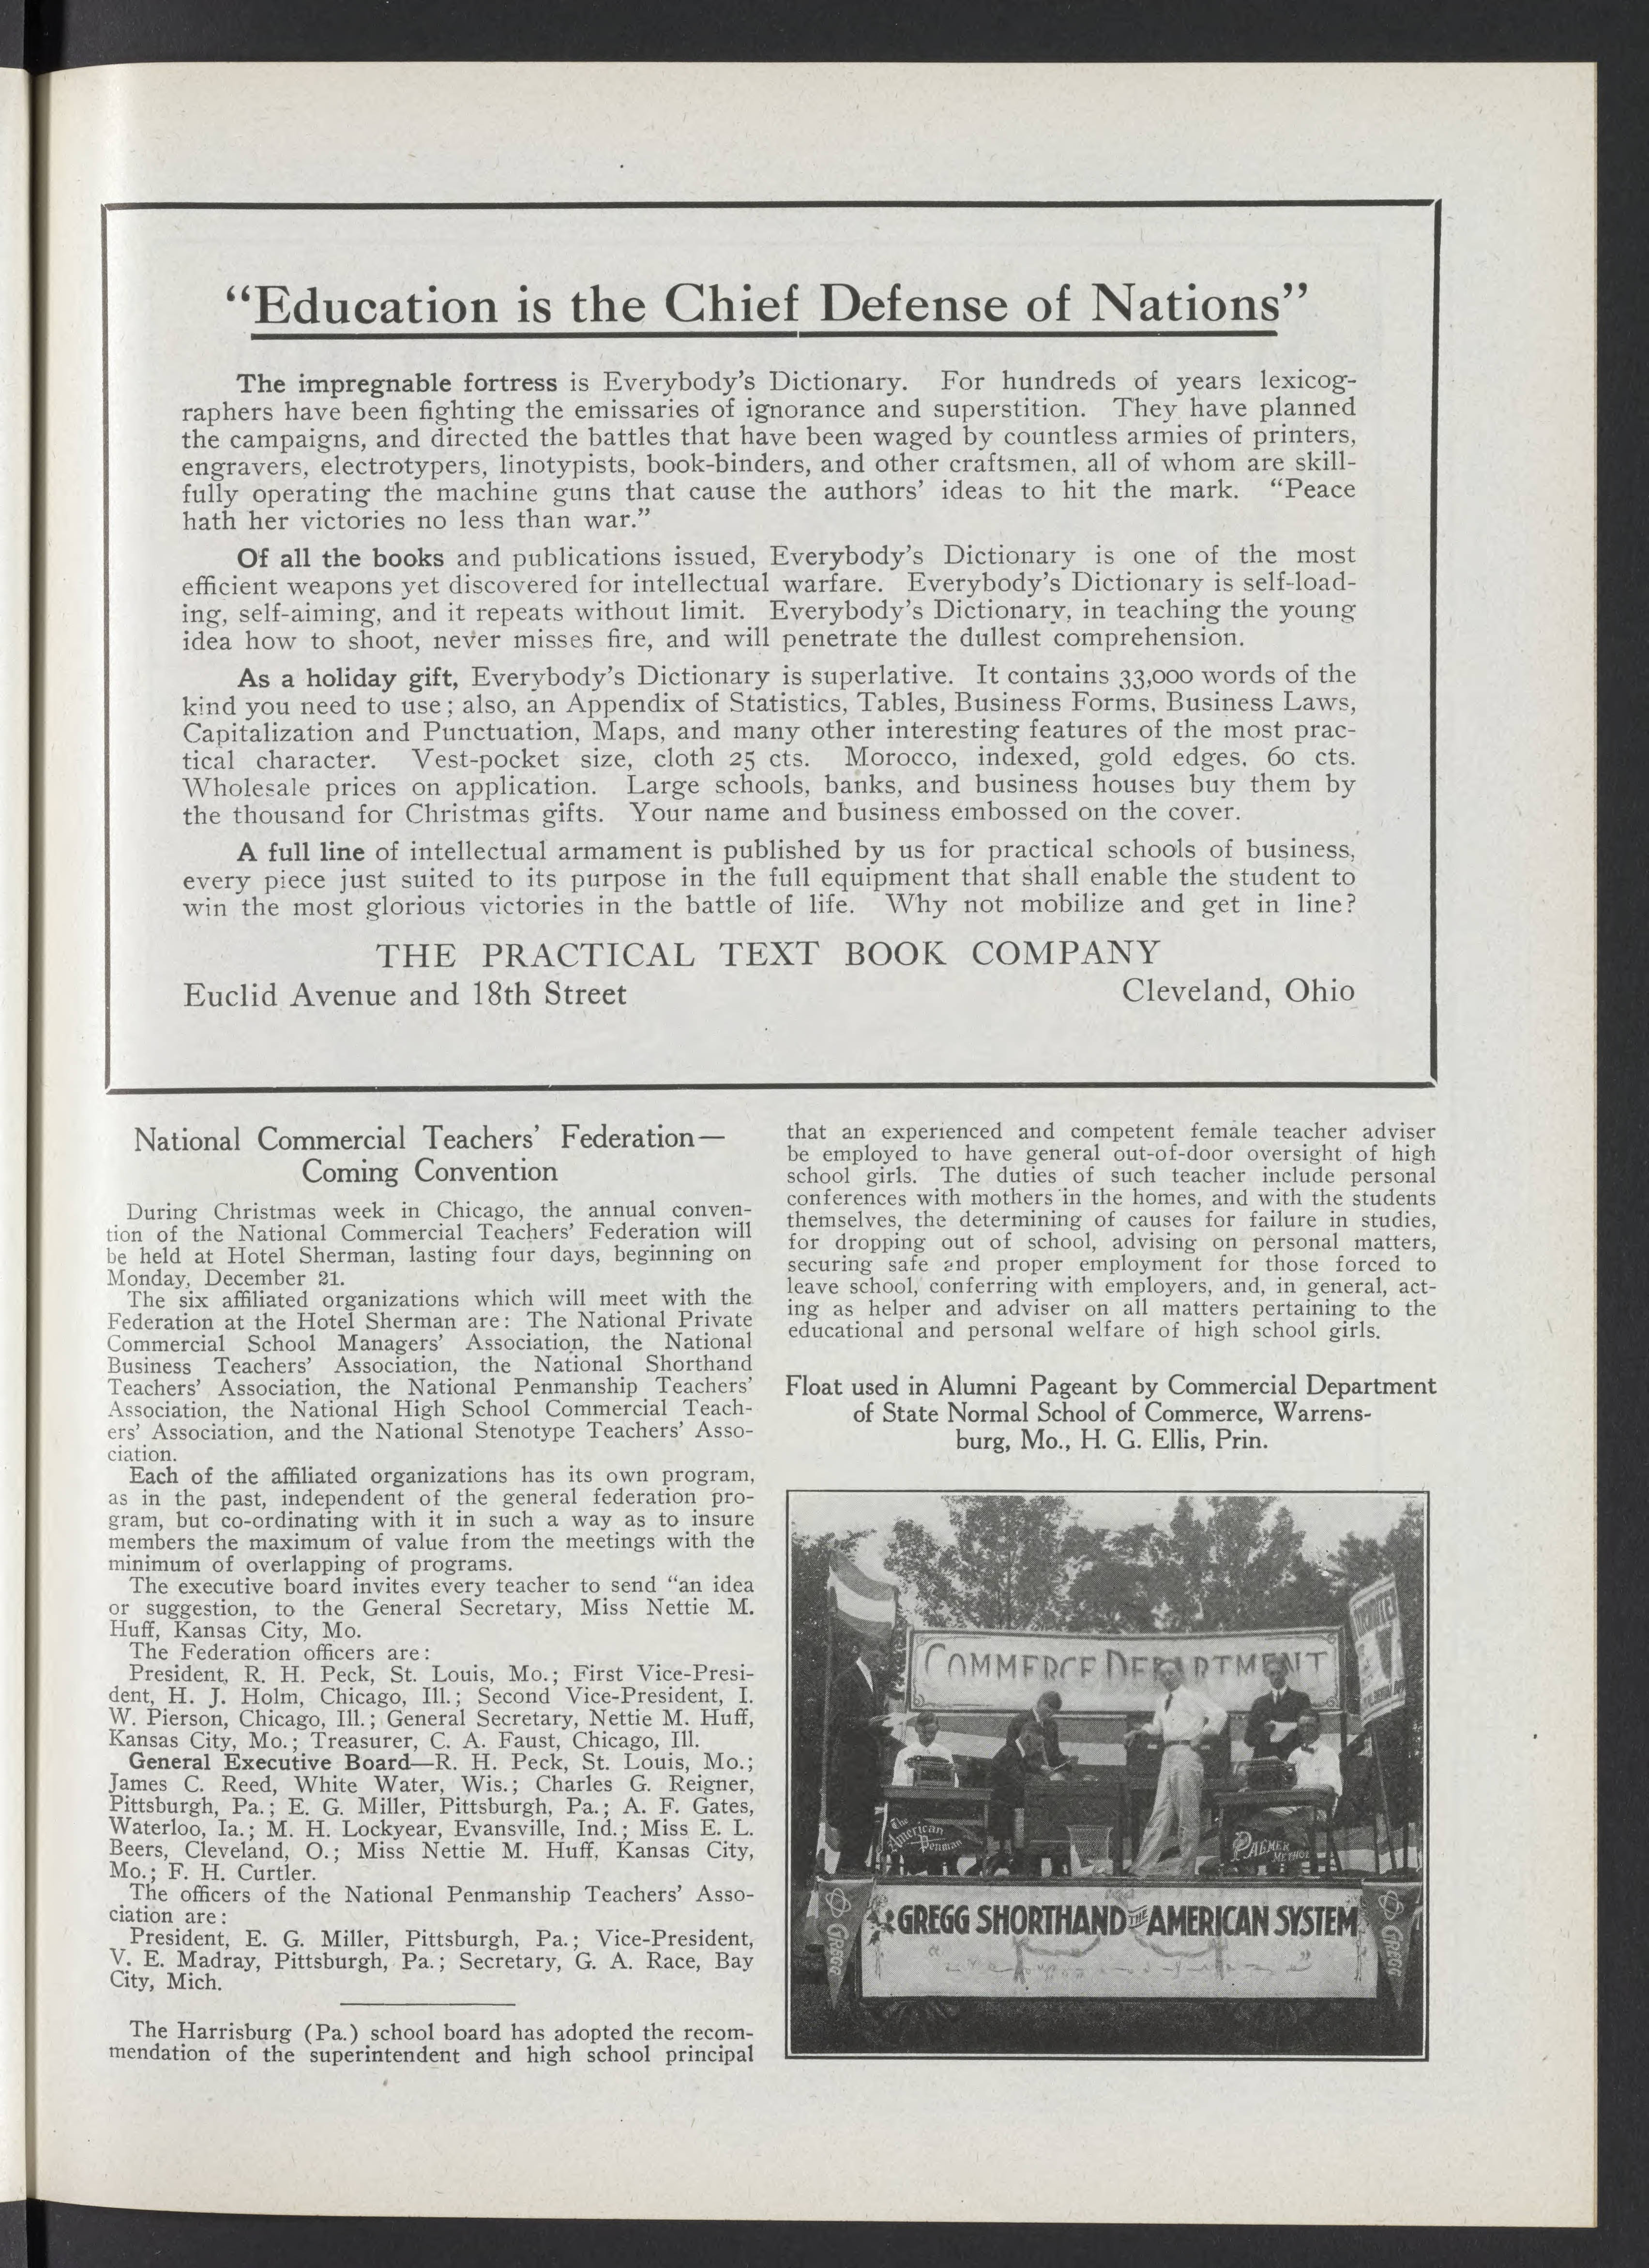 “Education is the Chief Defense of Nations”
The impregnable fortress is Everybody’s Dictionary. For hundreds of years lexicog-
raphers have been fighting the emissaries of ignorance and superstition. They have planned
the campaigns, and directed the battles that have been waged by countless armies of printers,
engravers, electrotypers, linotypists, book-binders, and other craftsmen, all of whom are skill-
fully operating the machine guns that cause the authors’ ideas to hit the mark. “Peace
hath her victories no less than war.”
Of all the books and publications issued, Everybody’s Dictionary is one of the most
efficient weapons yet discovered for intellectual warfare. Everybody’s Dictionary is self-load-
ing, self-aiming, and it repeats without limit. Everybody’s Dictionary, in teaching the young
idea how to shoot, never misses fire, and will penetrate the dullest comprehension.
As a holiday gift, Everybody’s Dictionary is superlative. It contains 33,000 words of the
kind you need to use; also, an Appendix of Statistics, Tables, Business Forms, Business Laws,
Capitalization and Punctuation, Maps, and many other interesting features of the most prac-
tical character. Vest-pocket size, cloth 25 cts. Morocco, indexed, gold edges, 60 cts.
Wholesale prices on application. Large schools, banks, and business houses buy them by
the thousand for Christmas gifts. Your name and business embossed on the cover.
A full line of intellectual armament is published by us for practical schools of business,
every piece just suited to its purpose in the full equipment that shall enable the student to
win the most glorious victories in the battle of life. Why not mobilize and get in line?
THE PRACTICAL TEXT BOOK COMPANY
Euclid Avenue and 18th Street Cleveland, Ohio
National Commercial Teachers’ Federation—
Coming Convention
During Christmas week in Chicago, the annual conven-
tion of the National Commercial Teachers’ Federation will
be held at Hotel Sherman, lasting four days, beginning on
Monday, December 21.
The six affiliated organizations which will meet with the
Federation at the Hotel Sherman are: The National Private
Commercial School Managers’ Association, the National
Business Teachers’ Association, the National Shorthand
Teachers’ Association, the National Penmanship Teachers’
Association, the National High School Commercial Teach-
ers’ Association, and the National Stenotype Teachers’ Asso-
ciation.
Each of the affiliated organizations has its own program,
as in the past, independent of the general federation pro-
gram, but co-ordinating with it in such a way as to insure
members the maximum of value from the meetings with the
minimum of overlapping of programs.
The executive board invites every teacher to send “an idea
or suggestion, to the General Secretary, Miss Nettie M.
Huff, Kansas City, Mo.
The Federation officers are:
President, R. H. Peck, St. Louis, Mo.; First Vice-Presi-
dent, H. J. Holm, Chicago, Ill.; Second Vice-President, I.
W. Pierson, Chicago, Ill.; General Secretary, Nettie M. Huff,
Kansas City, Mo.; Treasurer, C. A. Faust, Chicago, Ill.
General Executive Board—R. H. Peck, St. Louis, Mo.;
James C. Reed, White Water, Wis.; Charles G. Reigner,
Pittsburgh, Pa.; E. G. Miller, Pittsburgh, Pa.; A. F. Gates,
Waterloo, Ia.; M. H. Lockyear, Evansville, Ind.; Miss E. L.
Beers, Cleveland, O.; Miss Nettie M. Huff, Kansas City,
Mo.; F. H. Curtler.
The officers of the National Penmanship Teachers’ Asso-
ciation are:
President, E. G. Miller, Pittsburgh, Pa.; Vice-President,
V. E. Madray, Pittsburgh, Pa.; Secretary, G. A. Race, Bay
City, Mich.
The Harrisburg (Pa.) school board has adopted the recom-
mendation of the superintendent and high school principal
that an experienced and competent female teacher adviser
be employed to have general out-of-door oversight of high
school girls. The duties of such teacher include personal
conferences with mothers in the homes, and with the students
themselves, the determining of causes for failure in studies,
for dropping out of school, advising on personal matters,
securing safe and proper employment for those forced to
leave school, conferring with employers, and, in general, act-
ing as helper and adviser on all matters pertaining to the
educational and personal welfare of high school girls.
Float used in Alumni Pageant by Commercial Department
of State Normal School of Commerce, Warrens-
burg, Mo., H. G. Ellis, Prin.
COMMERCE DEPARTMENT
The
American
Penman
PALMER
METHOD
GREGG SHORTHAND THE AMERICAN SYSTEM
GREGG
GREGG